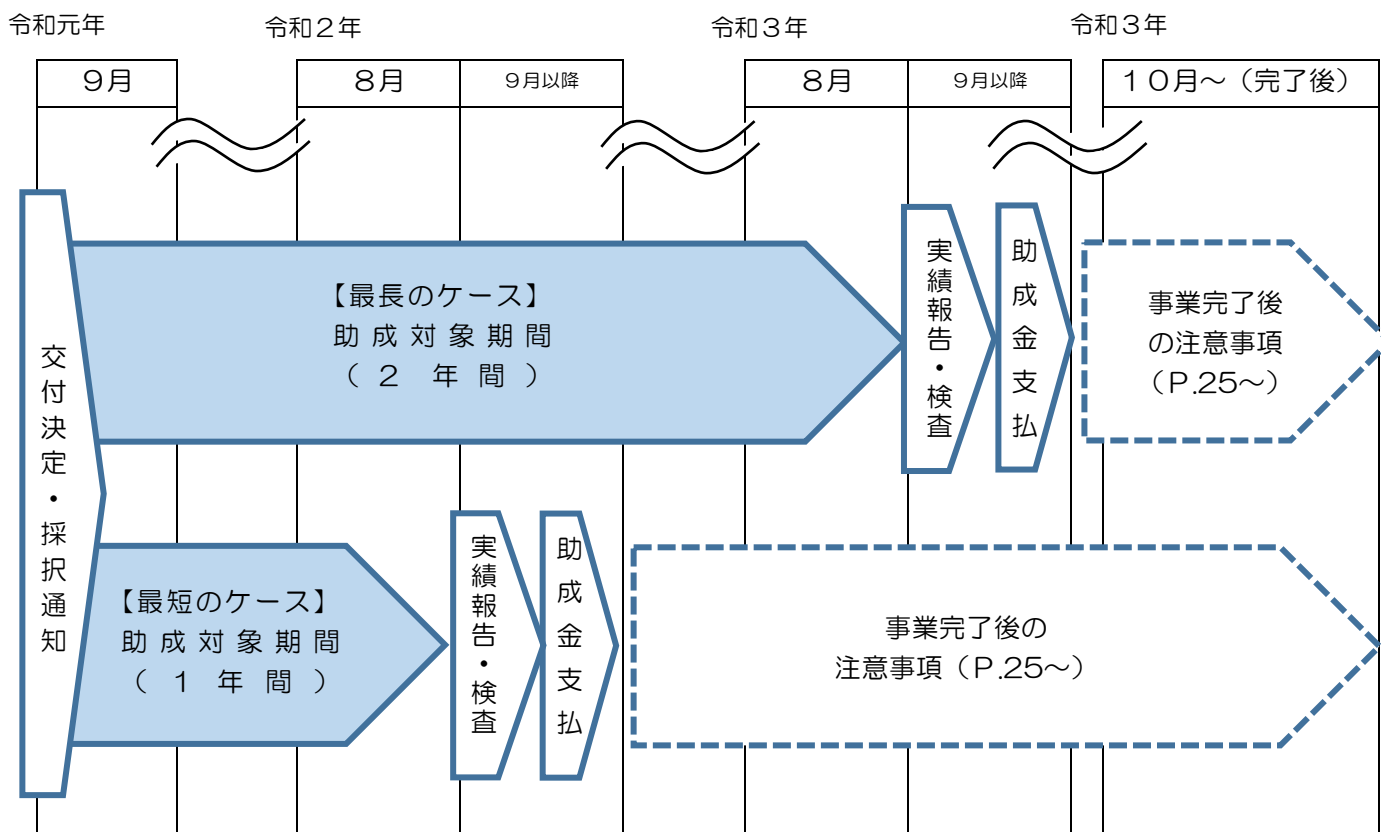 令和元年
令和２年
令和３年
令和３年
９月
８月
９月以降
８月
９月以降
１０月～（完了後）
交付決定・採択通知
【最長のケース】
助成対象期間
（２年間）
実績報告・検査
助成金支払
事業完了後
の注意事項
（P.25～）
【最短のケース】
助成対象期間
（１年間）
実績報告・検査
助成金支払
事業完了後の
注意事項（P.25～）